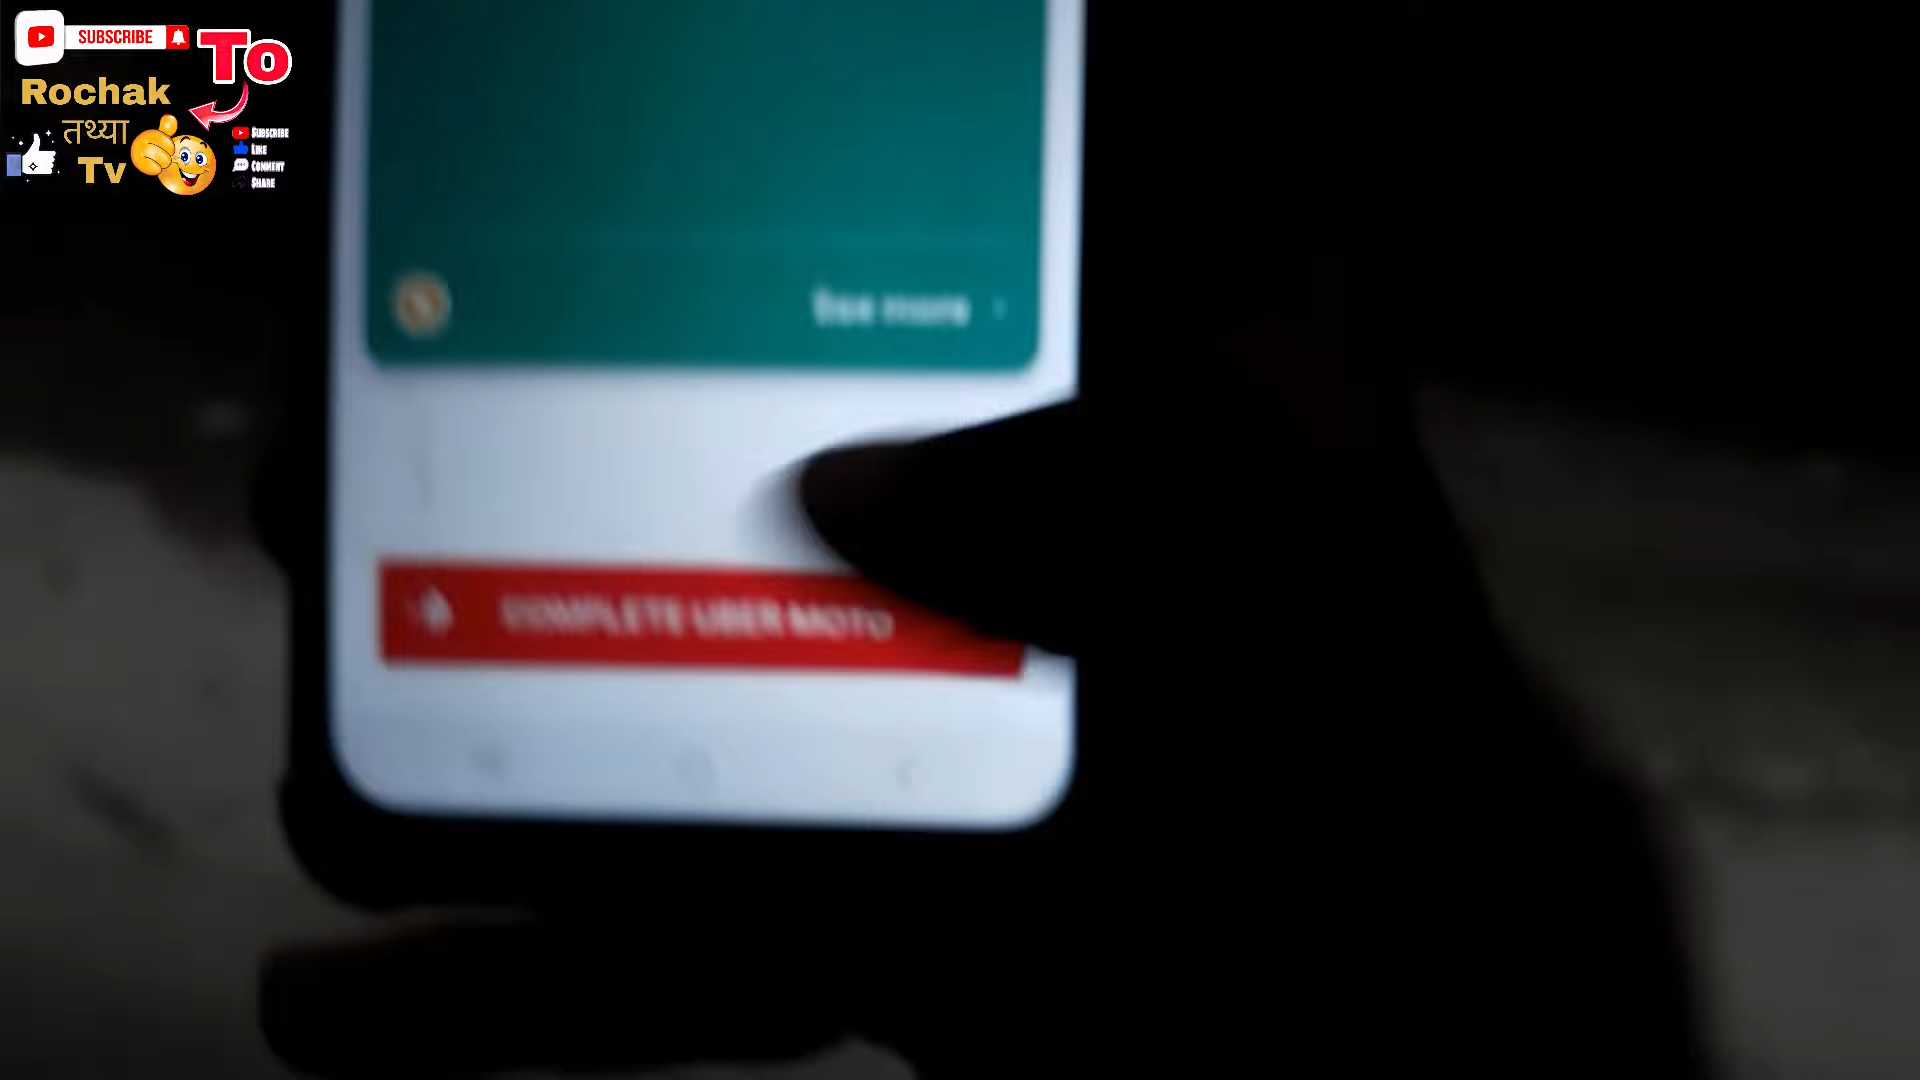 SUBSCRIBE
To
Rochak
तथ्या
Tv
SUBSCRIBE
LIKE
COMMENT
SHARE
See more
COMPLETE UBER MOTO